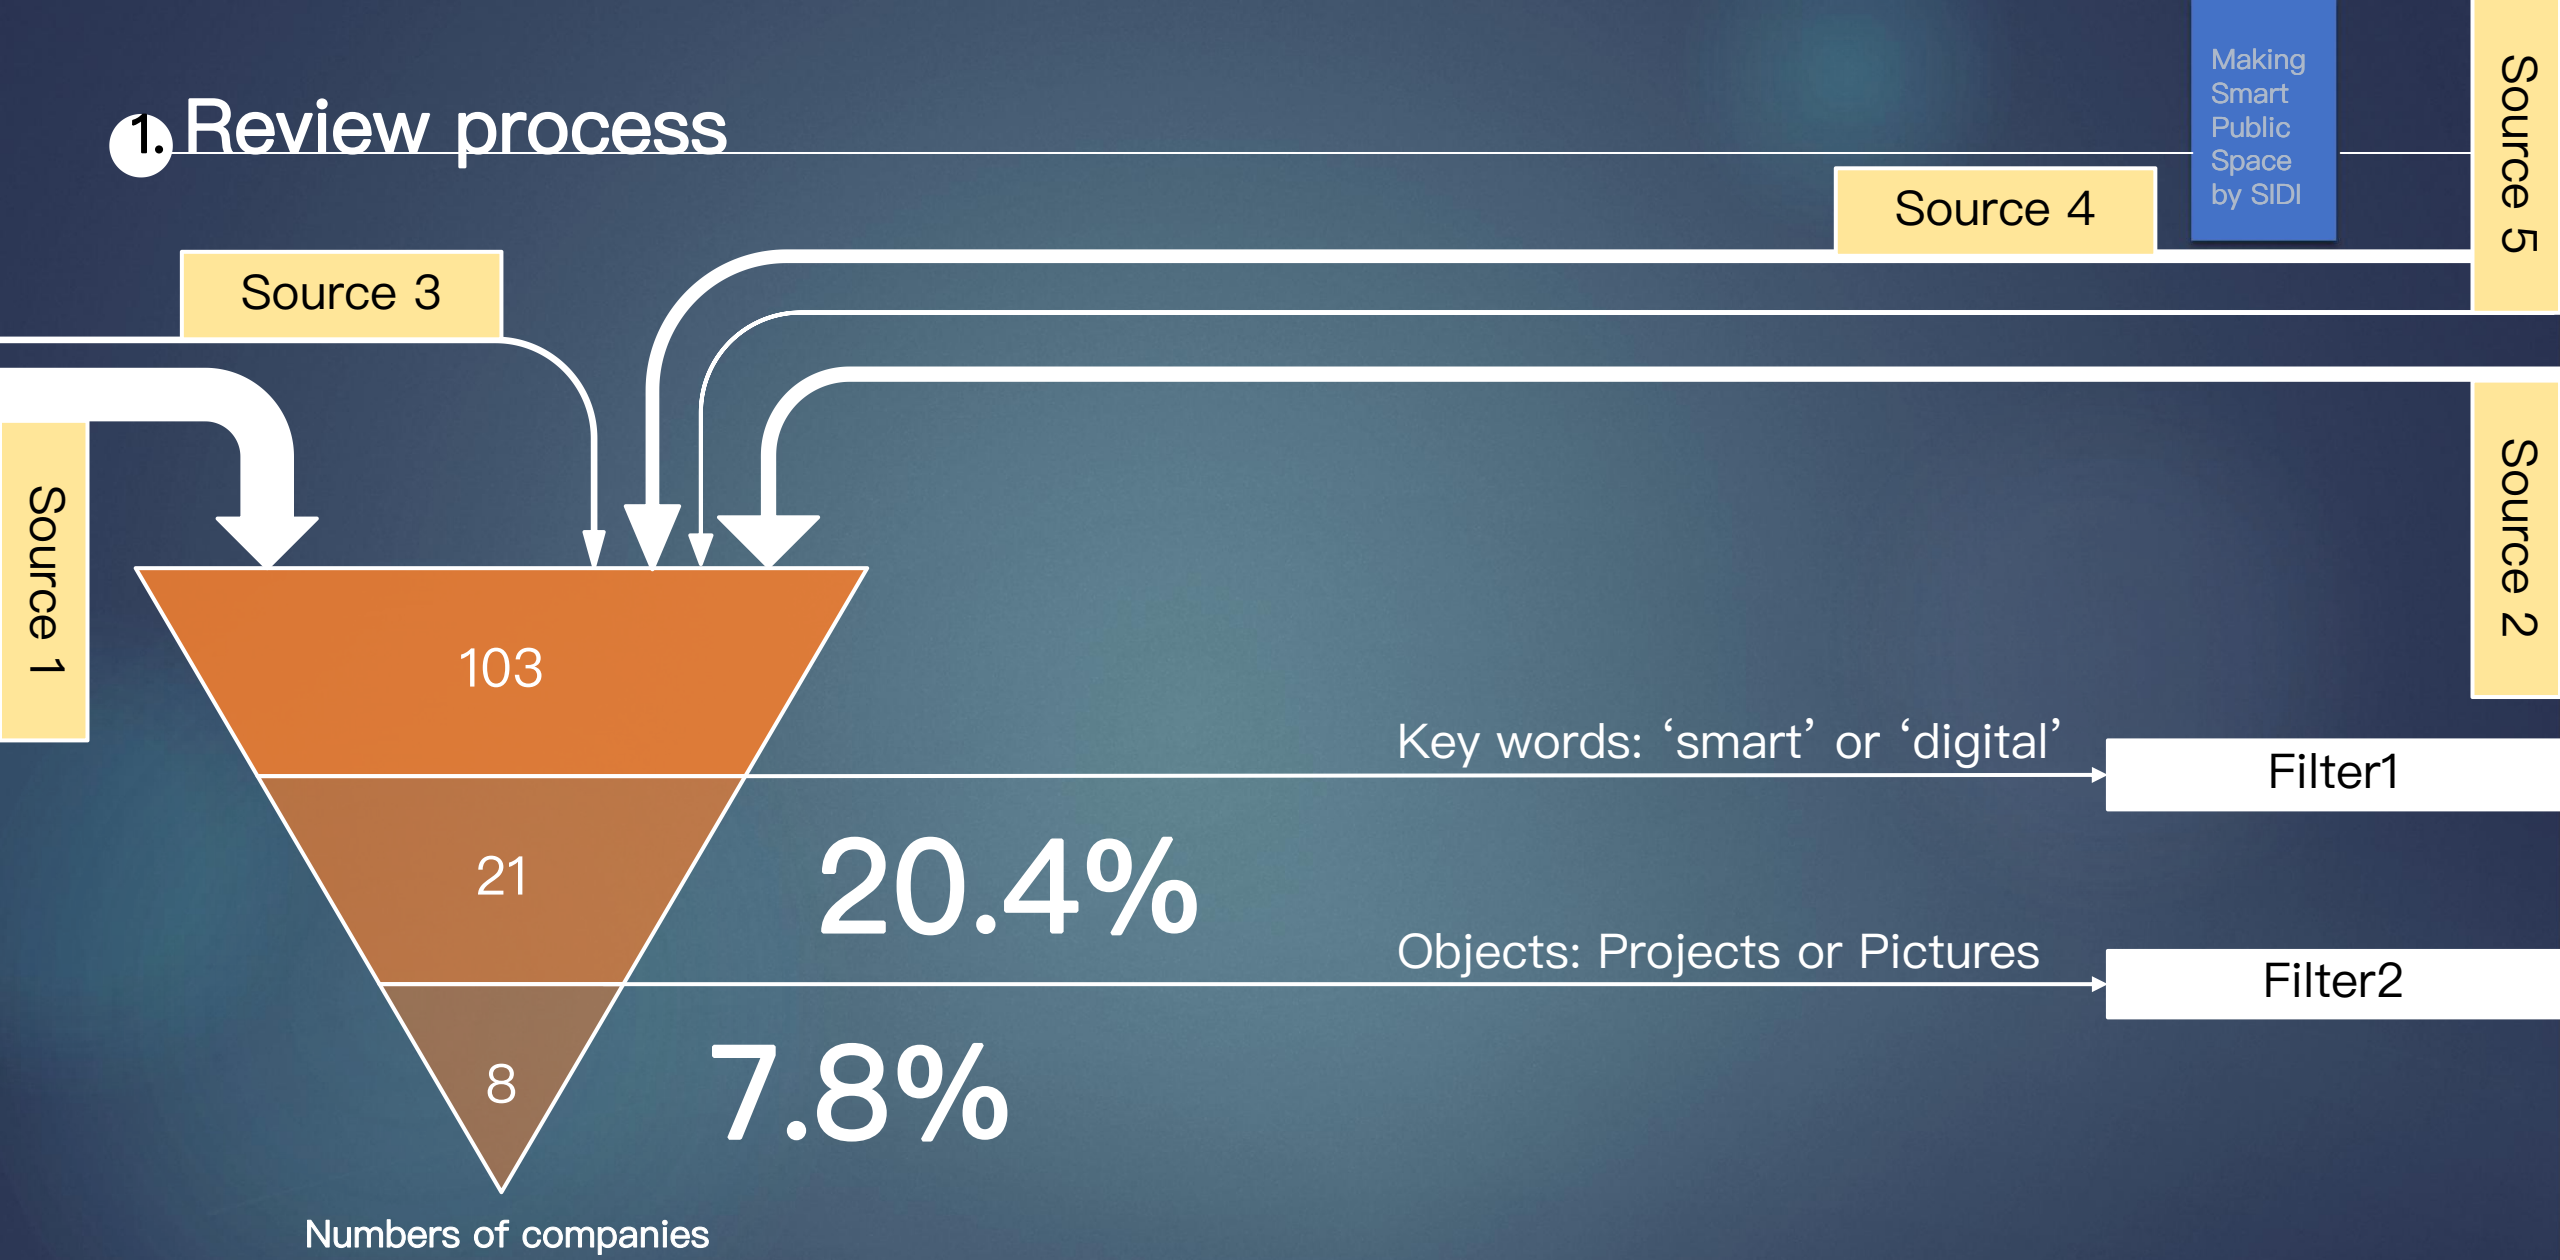 1. Review process
Making
Smart
Public
Space
by SIDI
Source 5
Source 4
Source 3
Source 1
Source 2
103
Key words: ‘smart’ or ‘digital’
Filter1
21
20.4%
Objects: Projects or Pictures
Filter2
8
7.8%
Numbers of companies